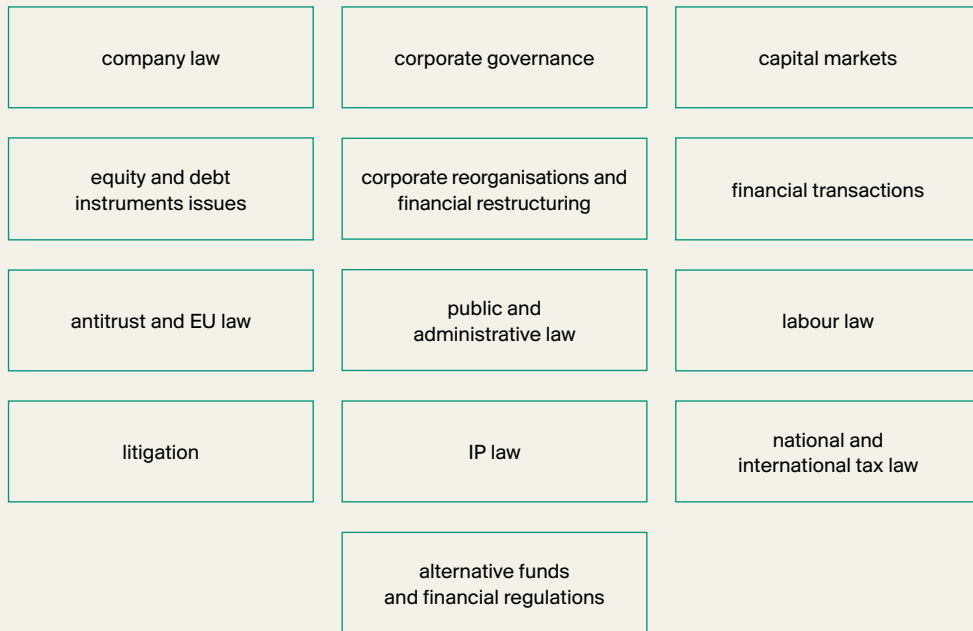 company law
corporate governance
capital markets
equity and debt
instruments issues
corporate reorganisations and
financial restructuring
financial transactions
antitrust and EU law
public and
administrative law
labour law
litigation
IP law
national and
international tax law
alternative funds
and financial regulations